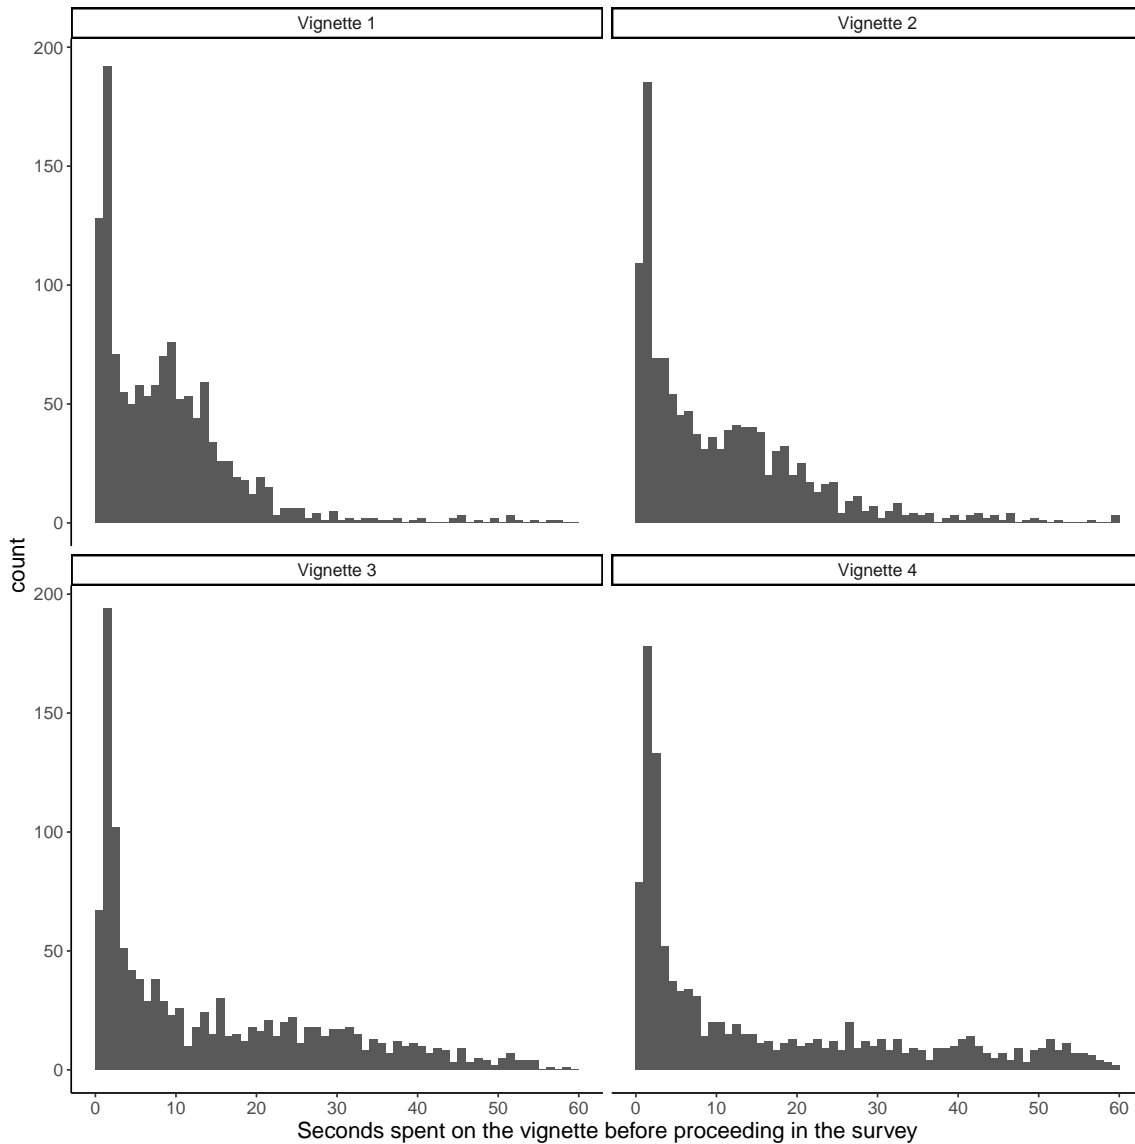 Vignette 1
Vignette 2
200
150
100
50
0
count
Vignette 3
Vignette 4
200
150
100
50
0
0 10 20 30 40 50 60 0 10 20 30 40 50 60
Seconds spent on the vignette before proceeding in the survey